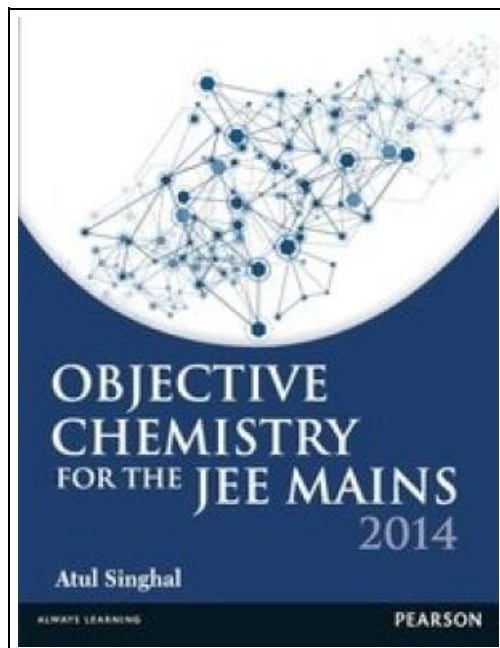 OBJECTIVE
CHEMISTRY
FOR THE JEE MAINS
2014
Atul Singhal
ALWAYS LEARNING PEARSON